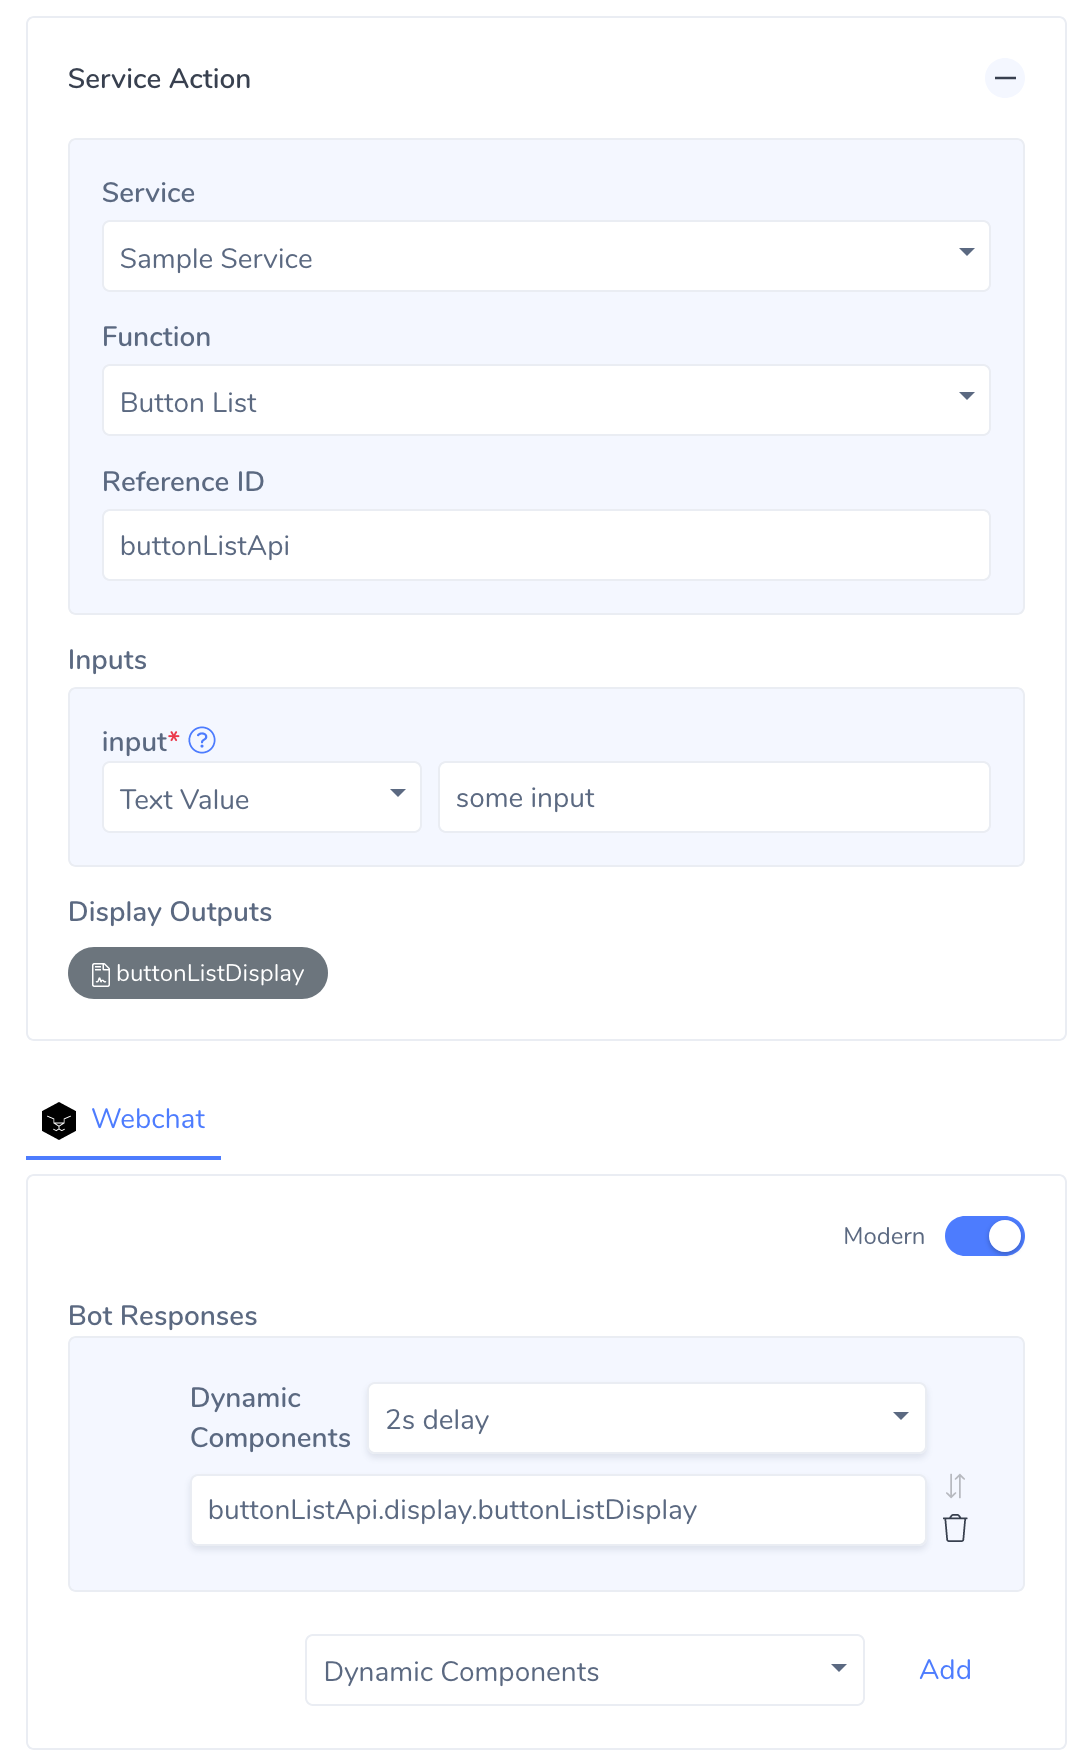 Service Action
Service
Sample Service
Function
Button List
Reference ID
buttonListApi
Inputs
input* ?
Text Value
some input
Display Outputs
buttonListDisplay
Webchat
Modern
Bot Responses
Dynamic
Components
2s delay
buttonListApi.display.buttonListDisplay
Dynamic Components
Add